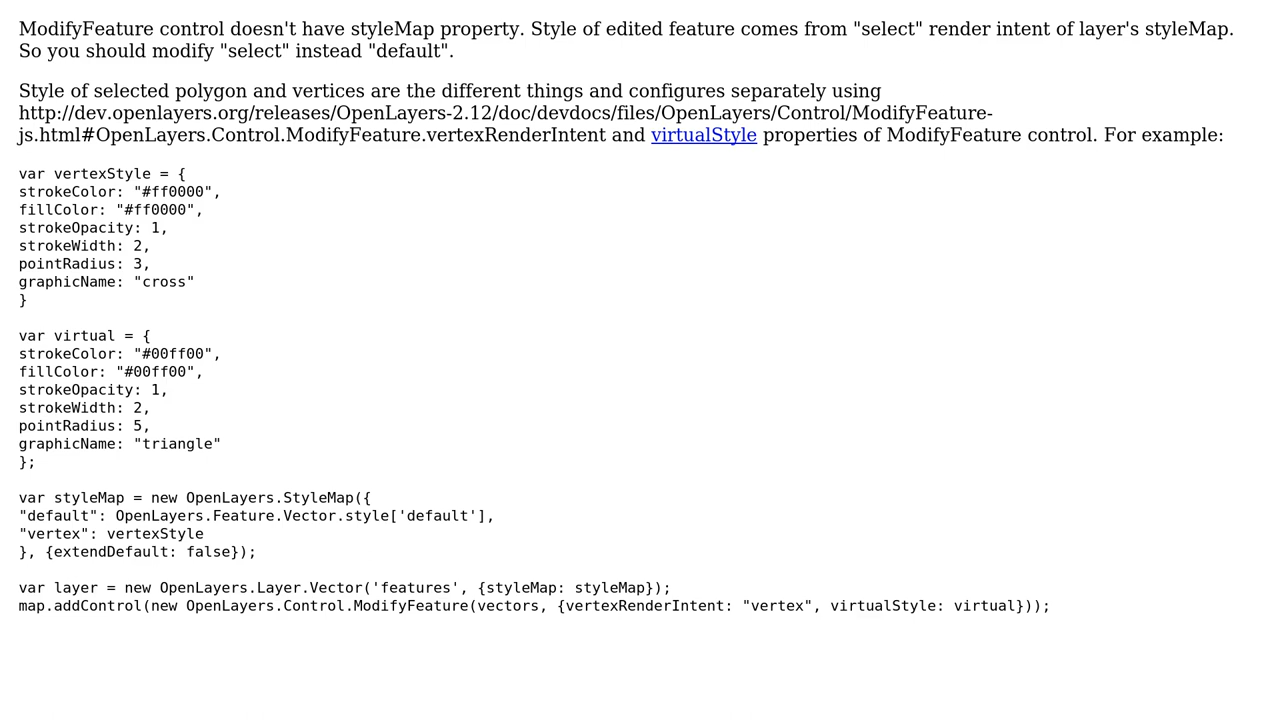 ModifyFeature control doesn't have styleMap property. Style of edited feature comes from "select" render intent of layer's styleMap.
So you should modify "select" instead "default".
Style of selected polygon and vertices are the different things and configures separately using
http://dev.openlayers.org/releases/OpenLayers-2.12/doc/devdocs/files/OpenLayers/Control/ModifyFeature-
js.html#OpenLayers.Control.ModifyFeature.vertexRenderIntent and virtualStyle properties of ModifyFeature control. For example:
var vertexStyle = {
strokeColor: "#ff0000",
fillColor: "#ff0000",
strokeOpacity: 1,
strokeWidth: 2,
pointRadius: 3,
graphicName: "cross"
}
var virtual = {
strokeColor: "#00ff00",
fillColor: "#00ff00",
strokeOpacity: 1,
strokeWidth: 2,
pointRadius: 5,
graphicName: "triangle"
};
var styleMap = new OpenLayers.StyleMap({
"default": OpenLayers.Feature.Vector.style['default'],
"vertex": vertexStyle
}, {extendDefault: false});
var layer = new OpenLayers.Layer.Vector('features', {styleMap: styleMap});
map.addControl(new OpenLayers.Control.ModifyFeature(vectors, {vertexRenderIntent: "vertex", virtualStyle: virtual}));